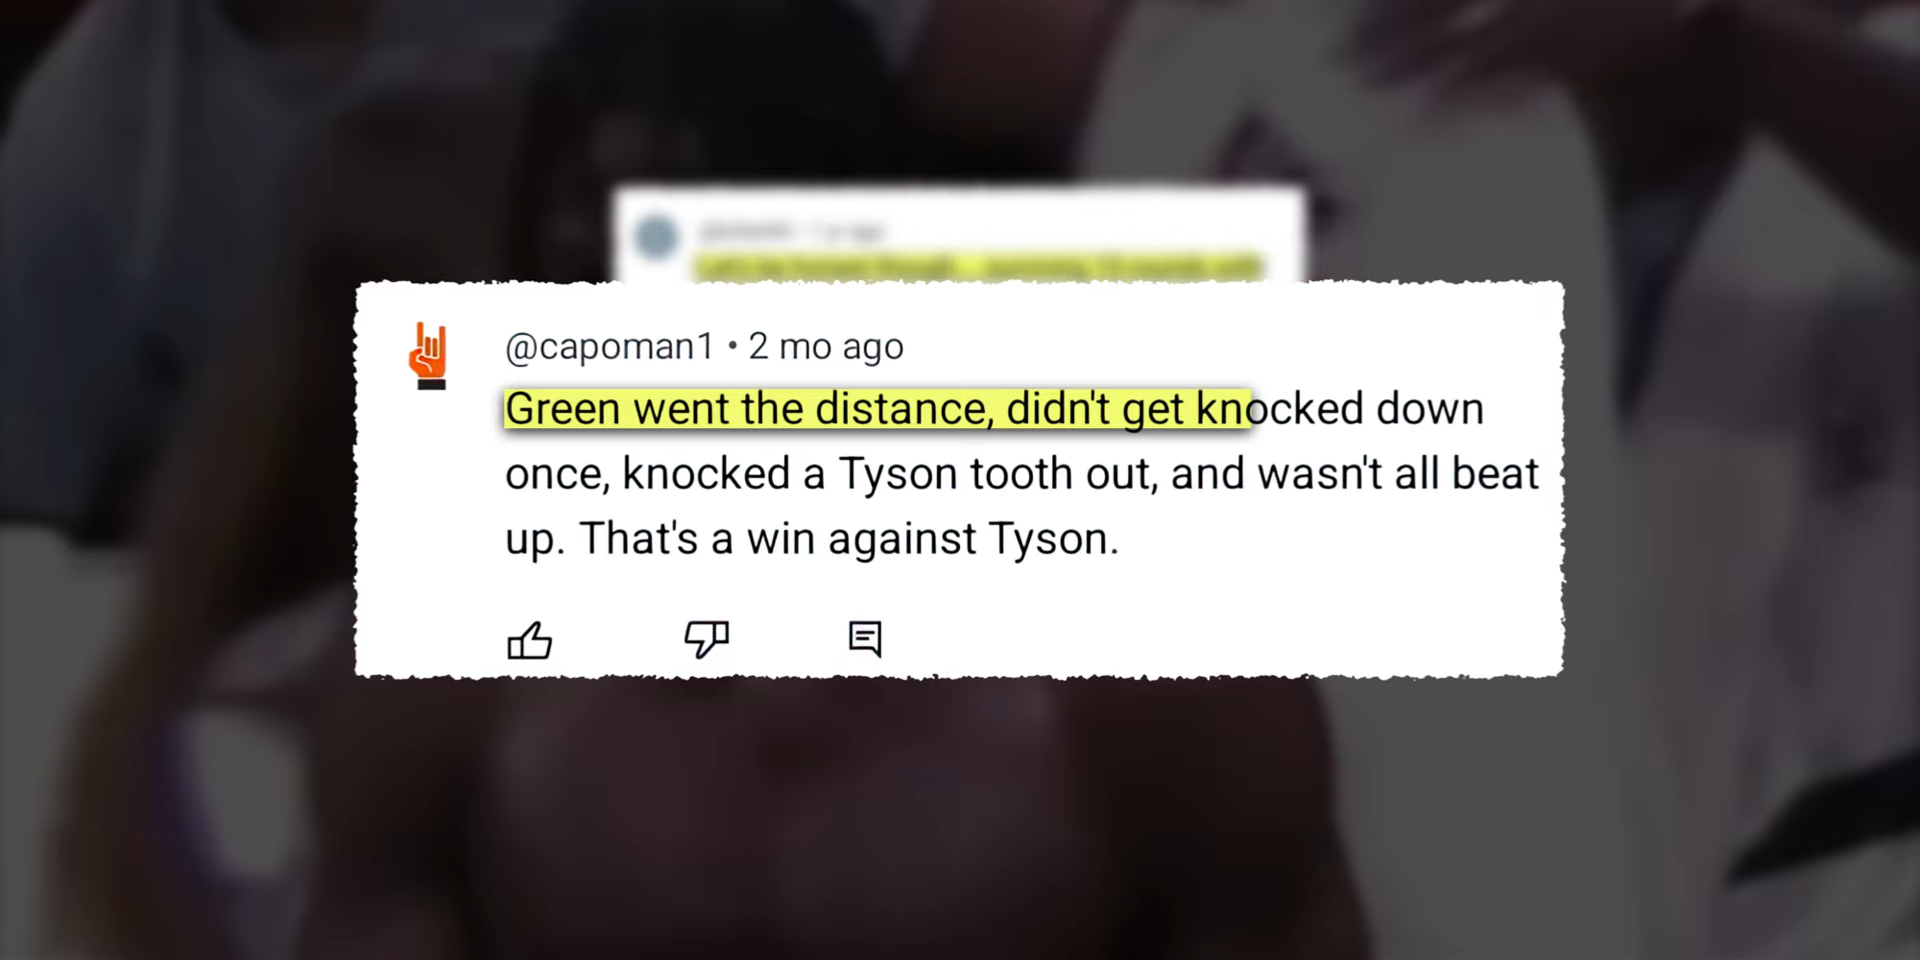 @capoman1 • 2 mo ago
Green went the distance, didn't get knocked down
once, knocked a Tyson tooth out, and wasn't all beat
up. That's a win against Tyson.